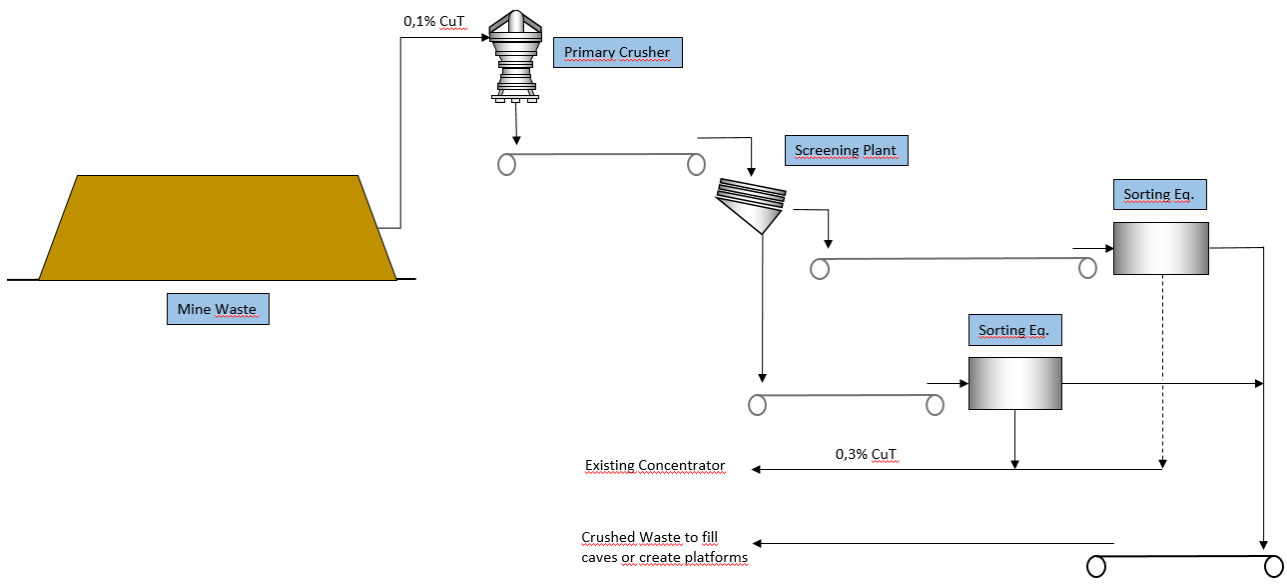 0,1% CuT
Primary Crusher
Screening Plant
Sorting Eq.
Mine Waste
Sorting Eq.
0,3% CuT
Existing Concentrator
Crushed Waste to fill
caves or create platforms